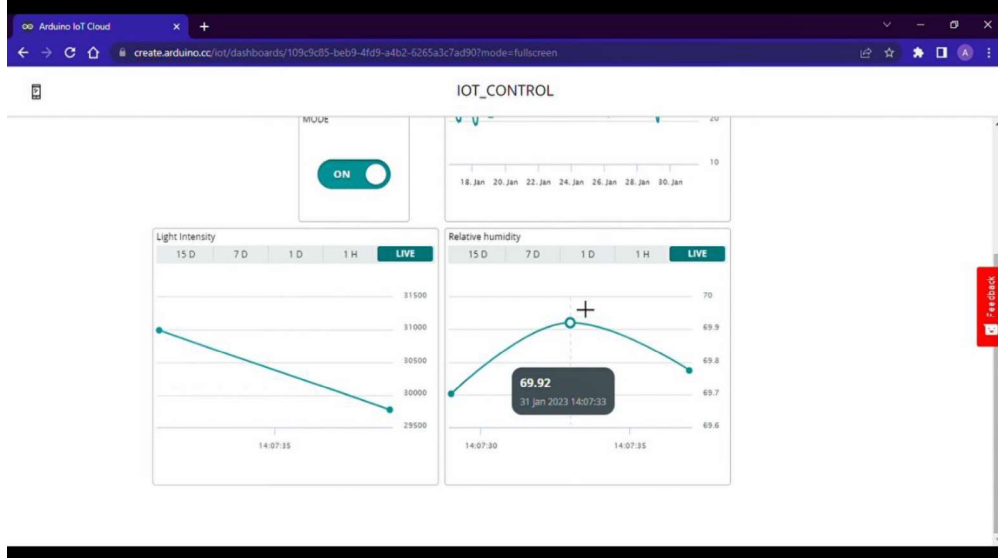 Arduino IoT Cloud
create.arduino.cc/iot/dashboards/109c9c85-beb9-4fd9-a4b2-6265a3c7ad90?mode=fullscreen
A
IOT_CONTROL
MODE
ON
20
10
18. Jan 20. Jan 22. Jan 24. Jan 26. Jan 28. Jan 30. Jan
Light Intensity
15 D 7 D 1 D 1 H LIVE
31500
31000
30500
30000
29500
14:07:35
Relative humidity
15 D 7 D 1 D 1 H LIVE
70
69.9
69.8
69.7
69.6
69.92
31 Jan 2023 14:07:33
14:07:30 14:07:35
Feedback